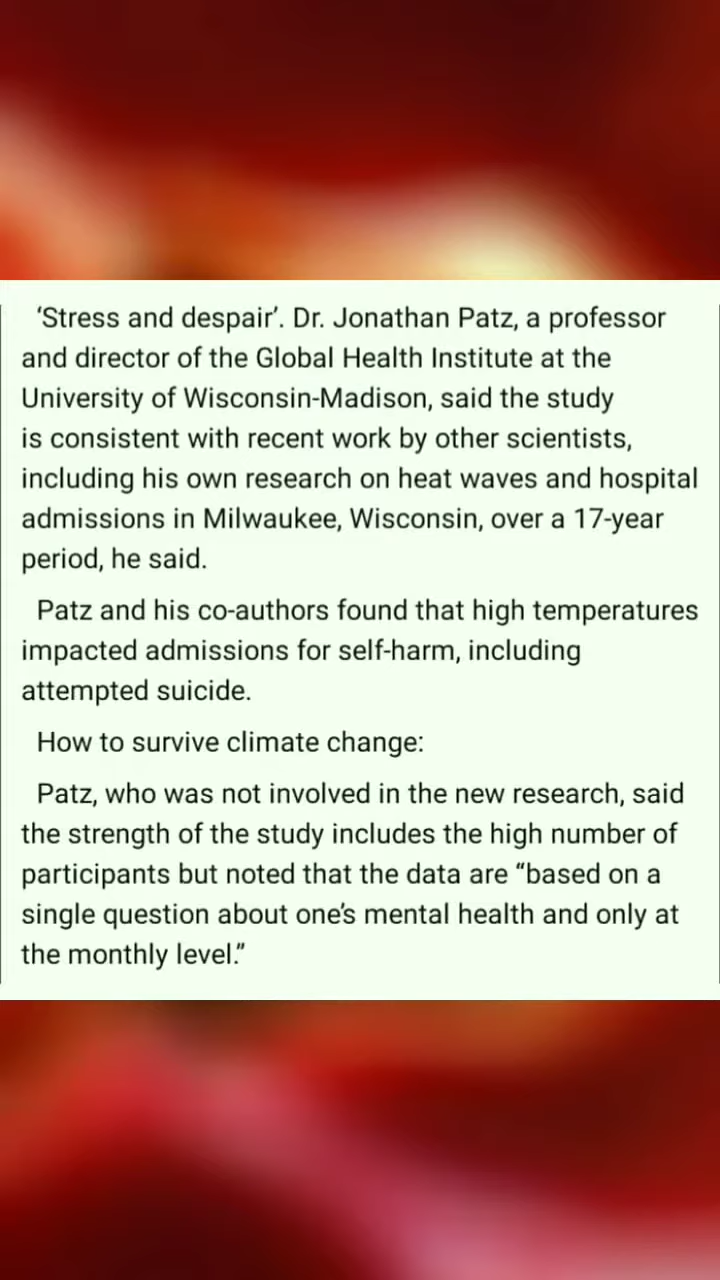 ‘Stress and despair’. Dr. Jonathan Patz, a professor
and director of the Global Health Institute at the
University of Wisconsin-Madison, said the study
is consistent with recent work by other scientists,
including his own research on heat waves and hospital
admissions in Milwaukee, Wisconsin, over a 17-year
period, he said.
Patz and his co-authors found that high temperatures
impacted admissions for self-harm, including
attempted suicide.
How to survive climate change:
Patz, who was not involved in the new research, said
the strength of the study includes the high number of
participants but noted that the data are “based on a
single question about one’s mental health and only at
the monthly level.”